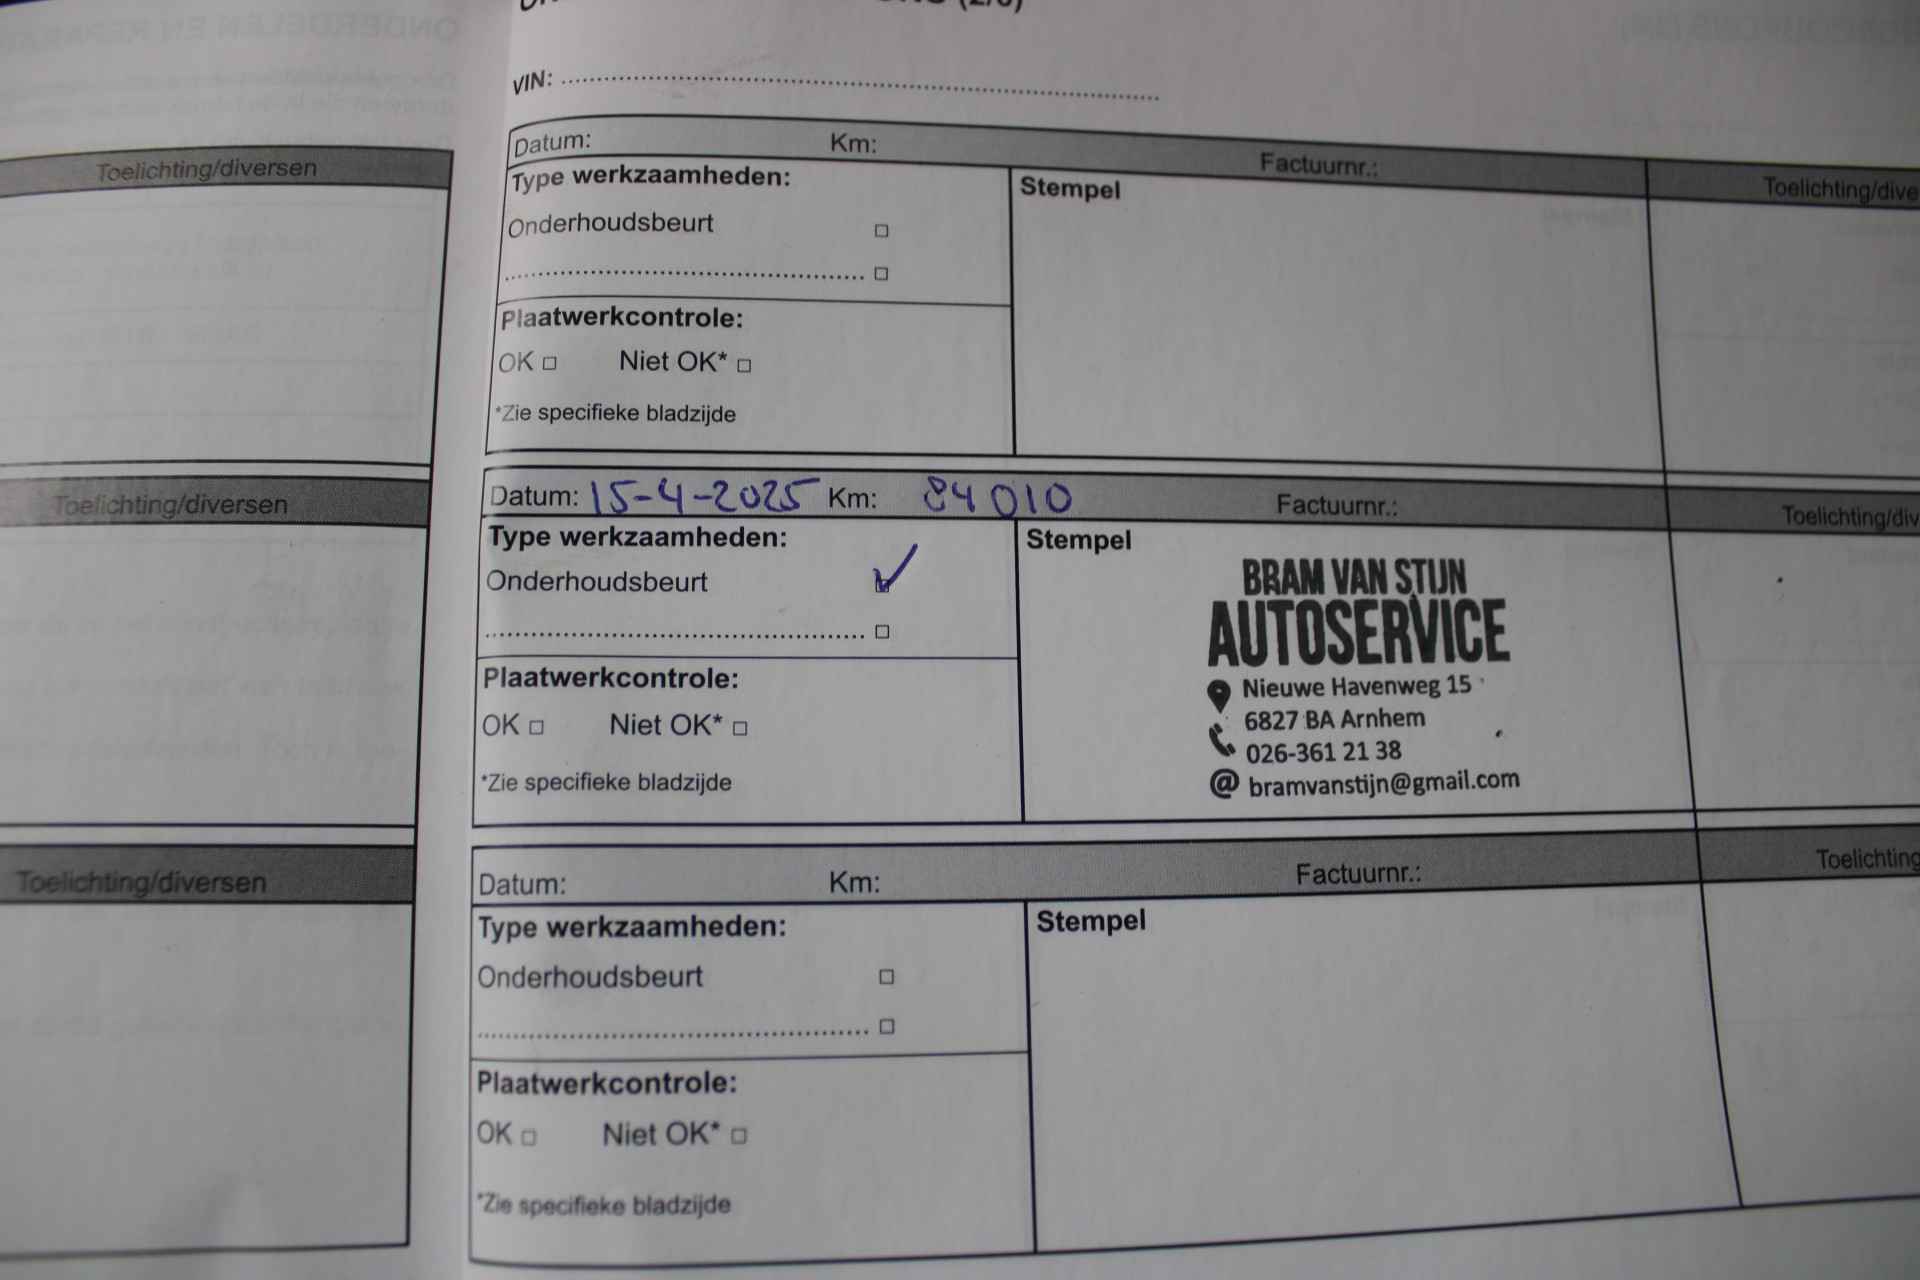 VIN:
Toelichting/diversen
Datum: Km: Factuurnr.: Toelichting/dive
Type werkzaamheden:
Stempel
Onderhoudsbeurt
Plaatwerkcontrole:
OK Niet OK*
*Zie specifieke bladzijde
Toelichting/diversen
Datum: 15-4-2025 Km: 84010 Factuurnr.: Toelichting/div
Type werkzaamheden:
Stempel
Onderhoudsbeurt
BRAM VAN STIJN
AUTOSERVICE
Nieuwe Havenweg 15
6827 BA Arnhem
026-361 21 38
@ bramvanstijn@gmail.com
Plaatwerkcontrole:
OK Niet OK*
*Zie specifieke bladzijde
Toelichting/diversen
Datum: Km: Factuurnr.: Toelichting
Type werkzaamheden:
Stempel
Onderhoudsbeurt
Plaatwerkcontrole:
OK Niet OK*
*Zie specifieke bladzijde